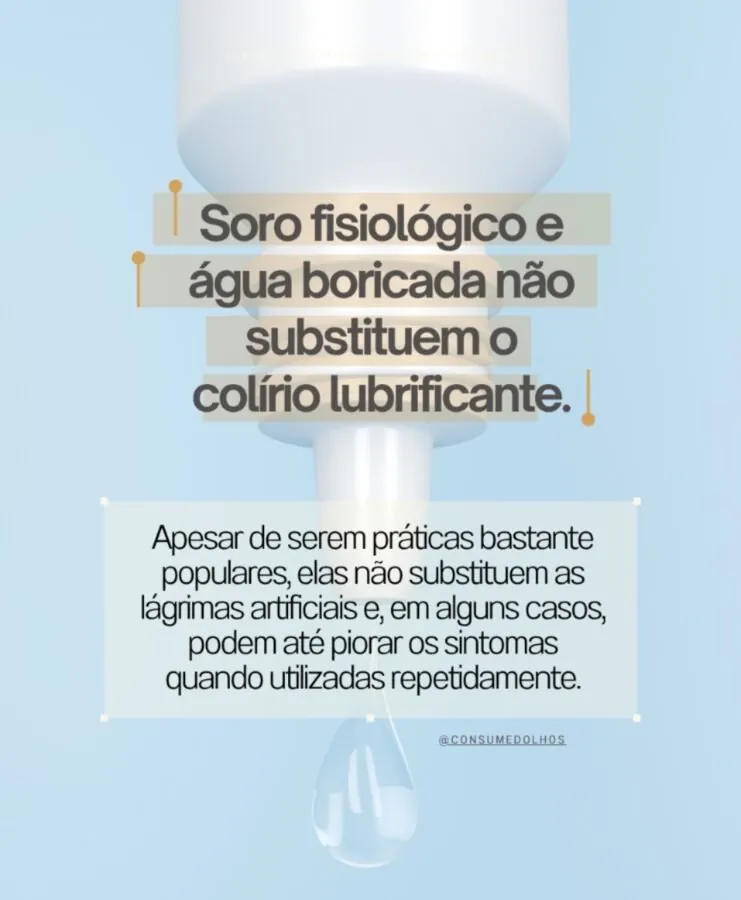 Soro fisiológico e
água boricada não
substituem o
colírio lubrificante.
Apesar de serem práticas bastante
populares, elas não substituem as
lágrimas artificiais e, em alguns casos,
podem até piorar os sintomas
quando utilizadas repetidamente.
@CONSUMEDOLHOS